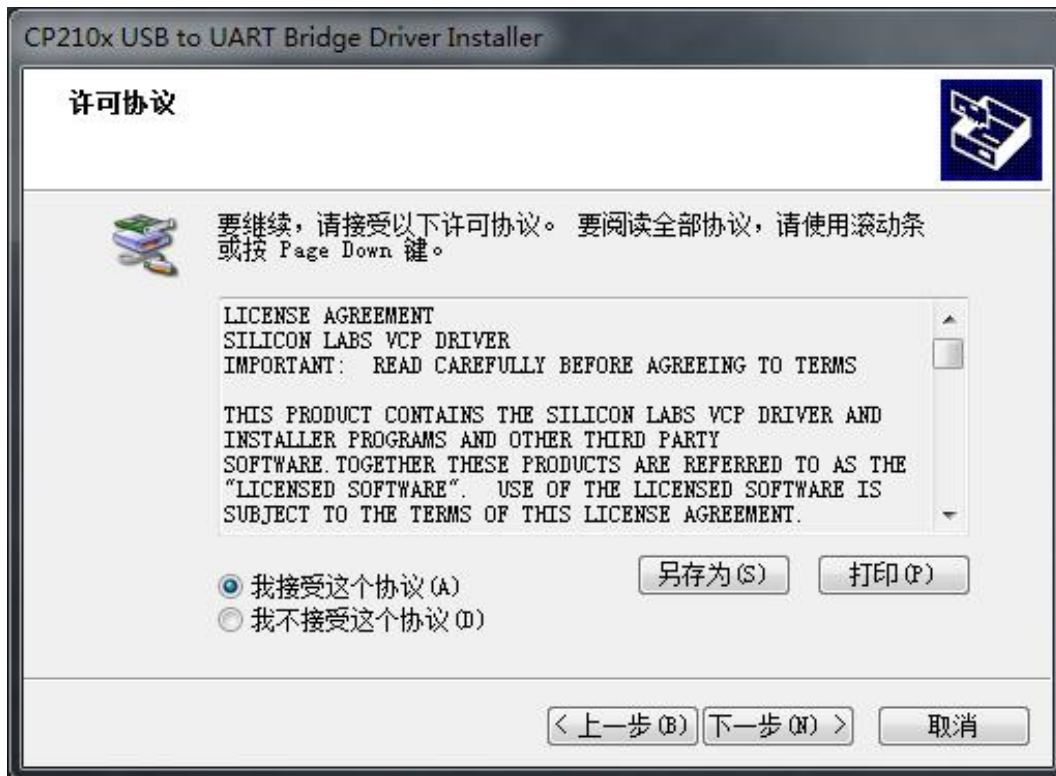 CP210x USB to UART Bridge Driver Installer
许可协议
要继续，请接受以下许可协议。 要阅读全部协议，请使用滚动条
或按 Page Down 键。
LICENSE AGREEMENT
SILICON LABS VCP DRIVER
IMPORTANT:  READ CAREFULLY BEFORE AGREEING TO TERMS
THIS PRODUCT CONTAINS THE SILICON LABS VCP DRIVER AND
INSTALLER PROGRAMS AND OTHER THIRD PARTY
SOFTWARE.TOGETHER THESE PRODUCTS ARE REFERRED TO AS THE
"LICENSED SOFTWARE".  USE OF THE LICENSED SOFTWARE IS
SUBJECT TO THE TERMS OF THIS LICENSE AGREEMENT.
另存为(S) 打印(P)
我接受这个协议(A)
我不接受这个协议(D)
< 上一步(B) 下一步(N) > 取消